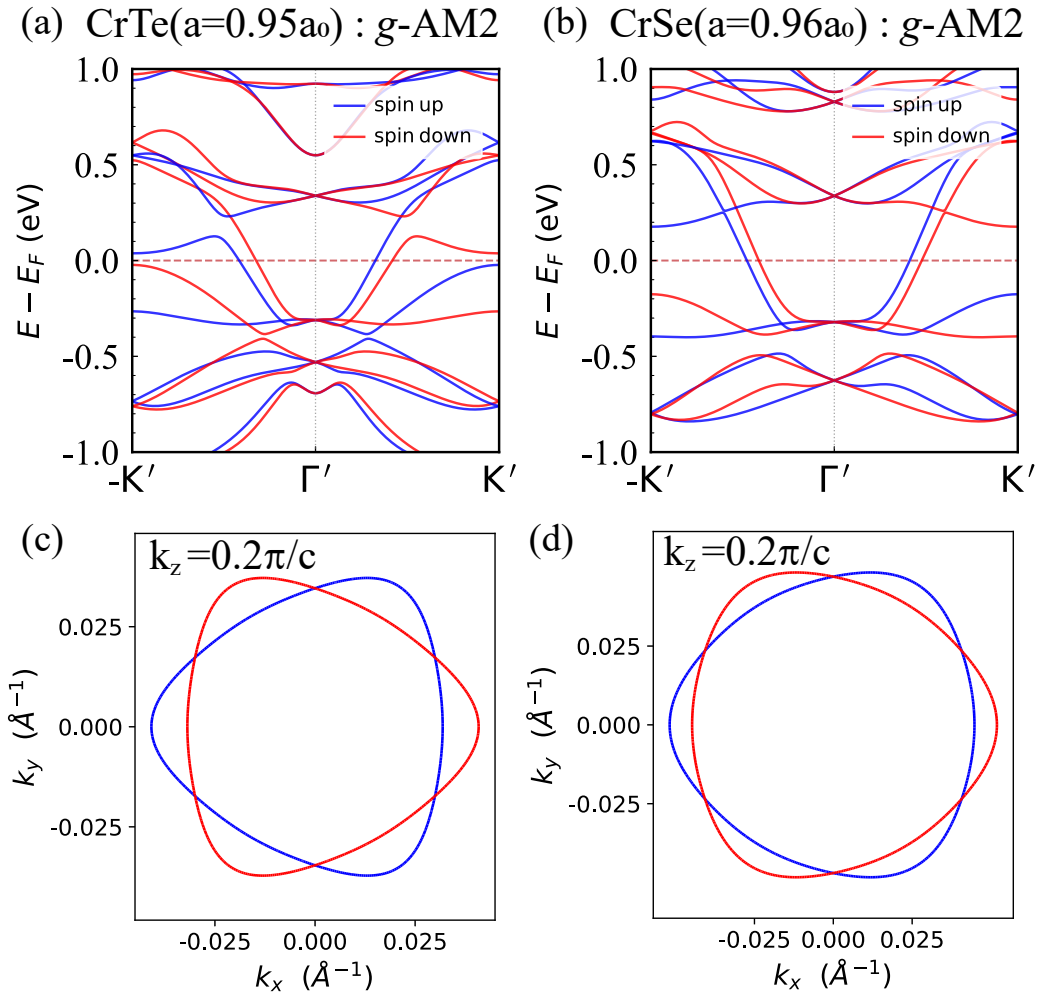 (a) CrTe(a=0.95a₀) : g-AM2
1.0
0.5
0.0
-0.5
-1.0
E − E_F (eV)
spin up
spin down
-K′ Γ′ K′
(b) CrSe(a=0.96a₀) : g-AM2
1.0
0.5
0.0
-0.5
-1.0
E − E_F (eV)
spin up
spin down
-K′ Γ′ K′
(c)
k_z=0.2π/c
0.025
0.000
-0.025
k_y (Å⁻¹)
-0.025 0.000 0.025
k_x (Å⁻¹)
(d)
k_z=0.2π/c
0.025
0.000
-0.025
k_y (Å⁻¹)
-0.025 0.000 0.025
k_x (Å⁻¹)